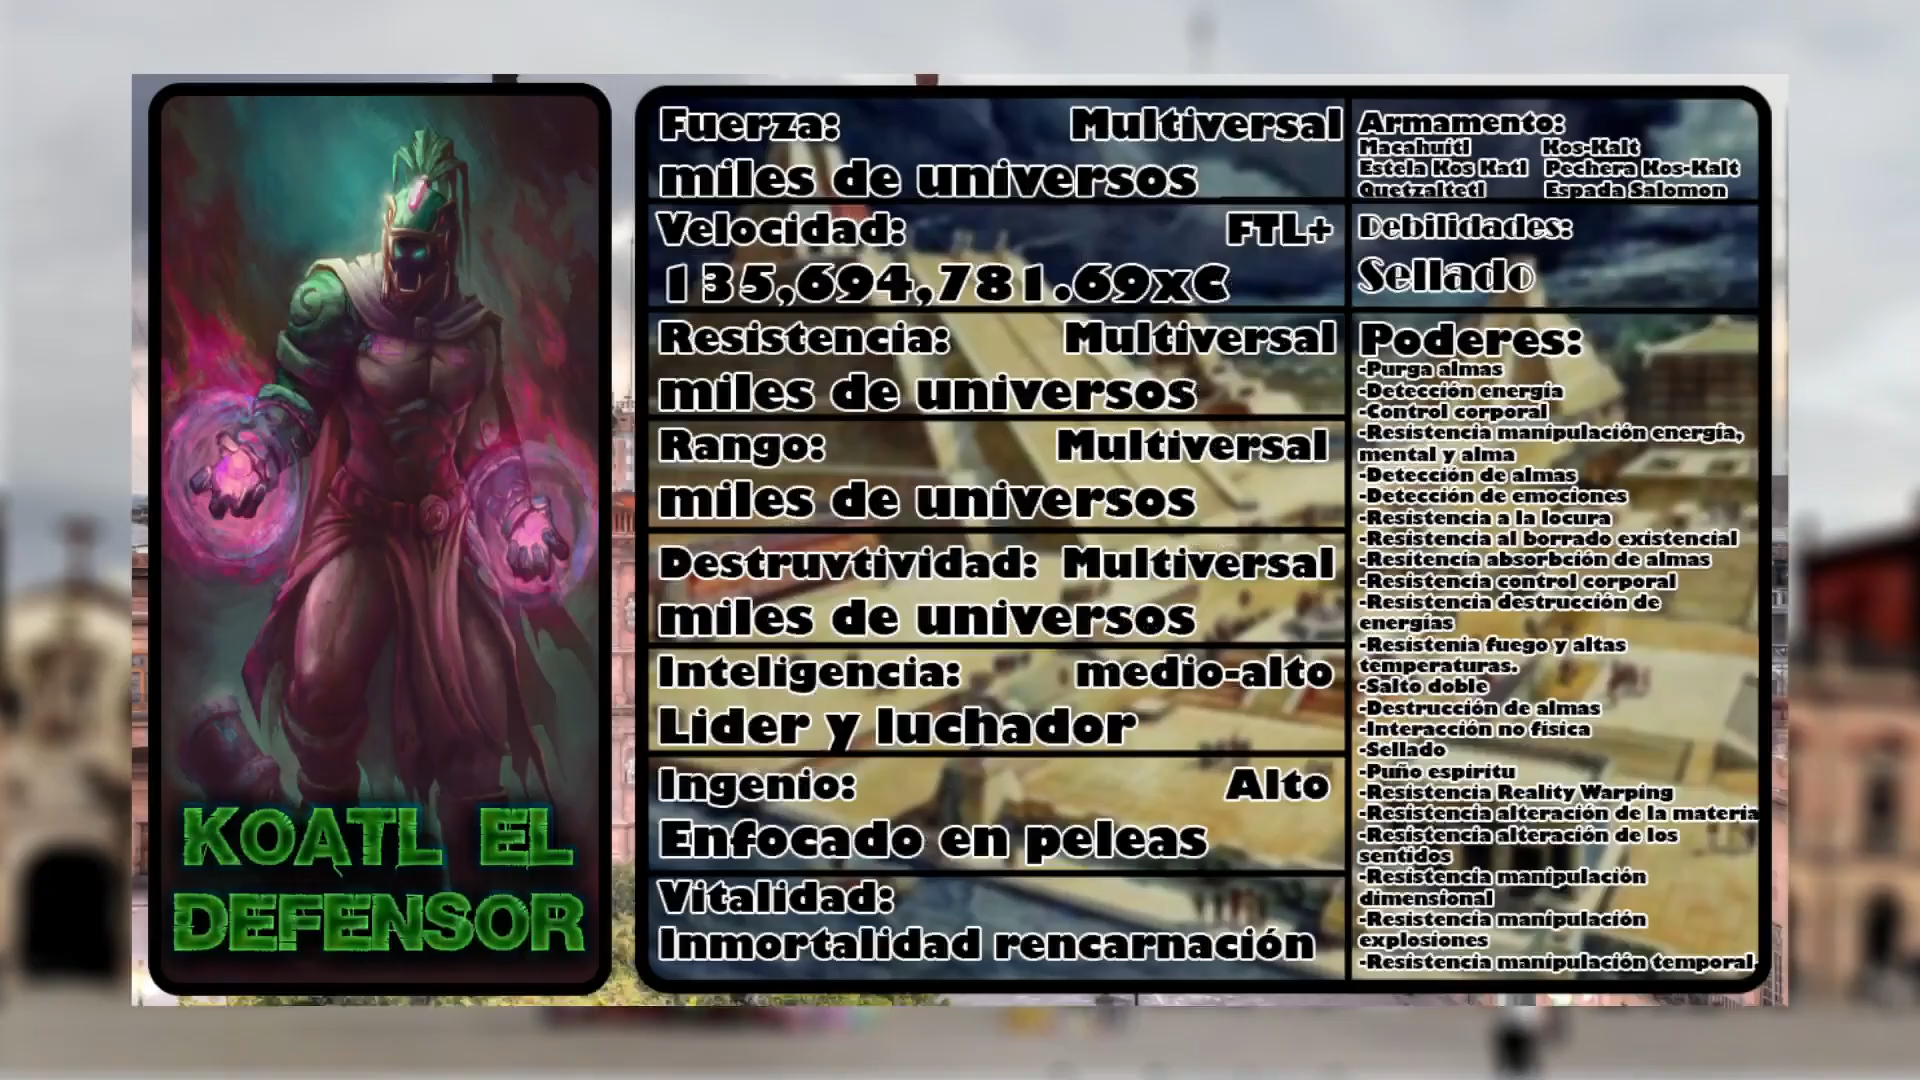 KOATL EL
DEFENSOR
Fuerza: Multiversal
miles de universos
Velocidad: FTL+
135,694,781.69xC
Resistencia: Multiversal
miles de universos
Rango: Multiversal
miles de universos
Destruvtividad: Multiversal
miles de universos
Inteligencia: medio-alto
Lider y luchador
Ingenio: Alto
Enfocado en peleas
Vitalidad:
Inmortalidad rencarnación
Armamento:
Macahuitl Kos-Kalt
Estela Kos Katl Pechera Kos-Kalt
Quetzaltetl Espada Salomon
Debilidades:
Sellado
Poderes:
-Purga almas
-Detección energia
-Control corporal
-Resistencia manipulación energia,
mental y alma
-Detección de almas
-Detección de emociones
-Resistencia a la locura
-Resistencia al borrado existencial
-Resitencia absorbción de almas
-Resistencia control corporal
-Resistencia destrucción de
energias
-Resistenia fuego y altas
temperaturas.
-Salto doble
-Destrucción de almas
-Interacción no fisica
-Sellado
-Puño espiritu
-Resistencia Reality Warping
-Resistencia alteración de la materia
-Resistencia alteración de los
sentidos
-Resistencia manipulación
dimensional
-Resistencia manipulación
explosiones
-Resistencia manipulación temporal